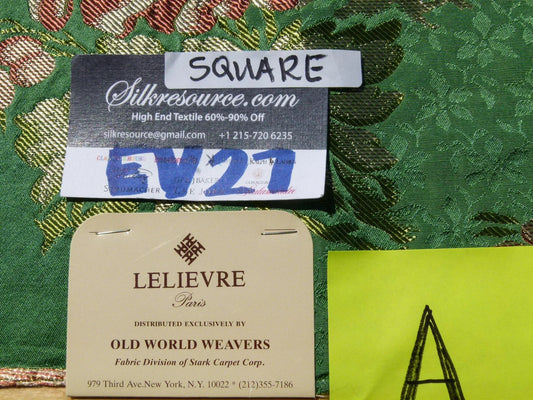 SQUARE
Silkresource.com
High End Textile 60%-90% Off
silkresource@gmail.com +1 215-720 6235
EV21
SCHUMACHER
LELIEVRE
Paris
DISTRIBUTED EXCLUSIVELY BY
OLD WORLD WEAVERS
Fabric Division of Stark Carpet Corp.
979 Third Ave.New York, N.Y. 10022 * (212)355-7186
A